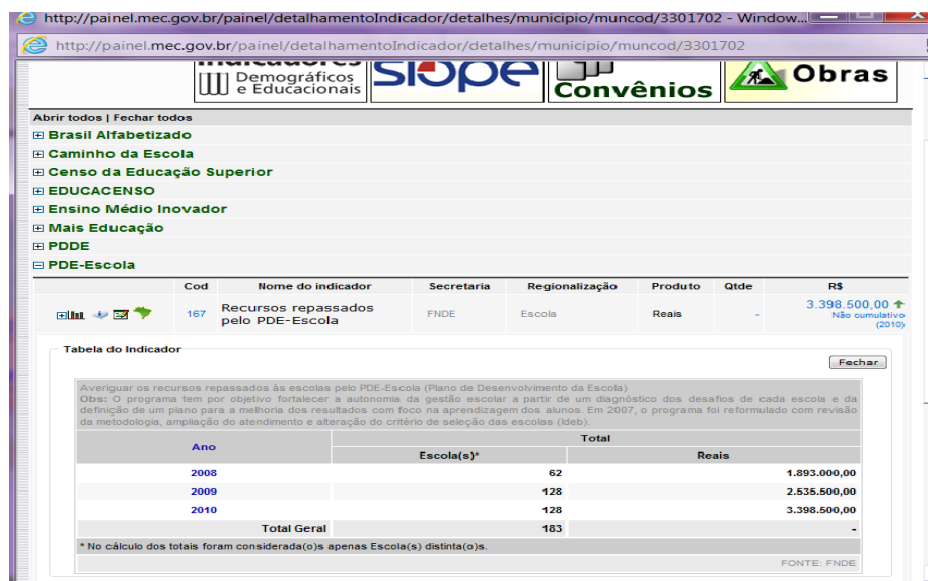 http://painel.mec.gov.br/painel/detalhamentoIndicador/detalhes/municipio/muncod/3301702 - Window...
http://painel.mec.gov.br/painel/detalhamentoIndicador/detalhes/municipio/muncod/3301702
Indicadores
Demográficos
e Educacionais
siope
Convênios
Obras
Abrir todos | Fechar todos
Brasil Alfabetizado
Caminho da Escola
Censo da Educação Superior
EDUCACENSO
Ensino Médio Inovador
Mais Educação
PDDE
PDE-Escola
Cod Nome do indicador Secretaria Regionalização Produto Qtde R$
167 Recursos repassados pelo PDE-Escola FNDE Escola Reais - 3.398.500,00
Não cumulativo
(2010)
Tabela do Indicador
Fechar
Averiguar os recursos repassados às escolas pelo PDE-Escola (Plano de Desenvolvimento da Escola)
Obs: O programa tem por objetivo fortalecer a autonomia da gestão escolar a partir de um diagnóstico dos desafios de cada escola e da
definição de um plano para a melhoria dos resultados com foco na aprendizagem dos alunos. Em 2007, o programa foi reformulado com revisão
da metodologia, ampliação do atendimento e alteração do critério de seleção das escolas (Ideb).
Ano Total
Escola(s)* Reais
2008 62 1.893.000,00
2009 128 2.535.500,00
2010 128 3.398.500,00
Total Geral 183 -
* No cálculo dos totais foram considerada(o)s apenas Escola(s) distinta(o)s.
FONTE: FNDE